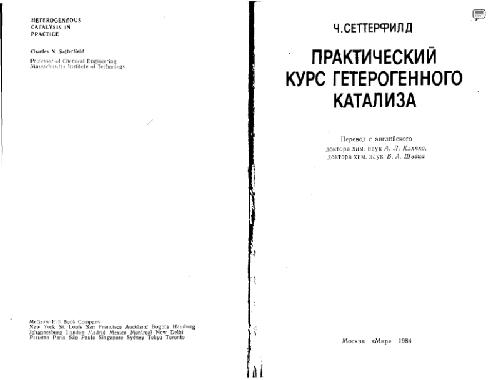 HETEROGENEOUS
CATALYSIS IN
PRACTICE
Charles N. Satterfield
Professor of Chemical Engineering
Massachusetts Institute of Technology
McGraw-Hill Book Company
New York St. Louis San Francisco Auckland Bogota Hamburg
Johannesburg London Madrid Mexico Montreal New Delhi
Panama Paris São Paulo Singapore Sydney Tokyo Toronto
Ч. СЕТТЕРФИЛД
ПРАКТИЧЕСКИЙ
КУРС ГЕТЕРОГЕННОГО
КАТАЛИЗА
Перевод с английского
доктора хим. наук А. Л. Клячко,
доктора хим. наук В. А. Швеца
Москва «Мир» 1984